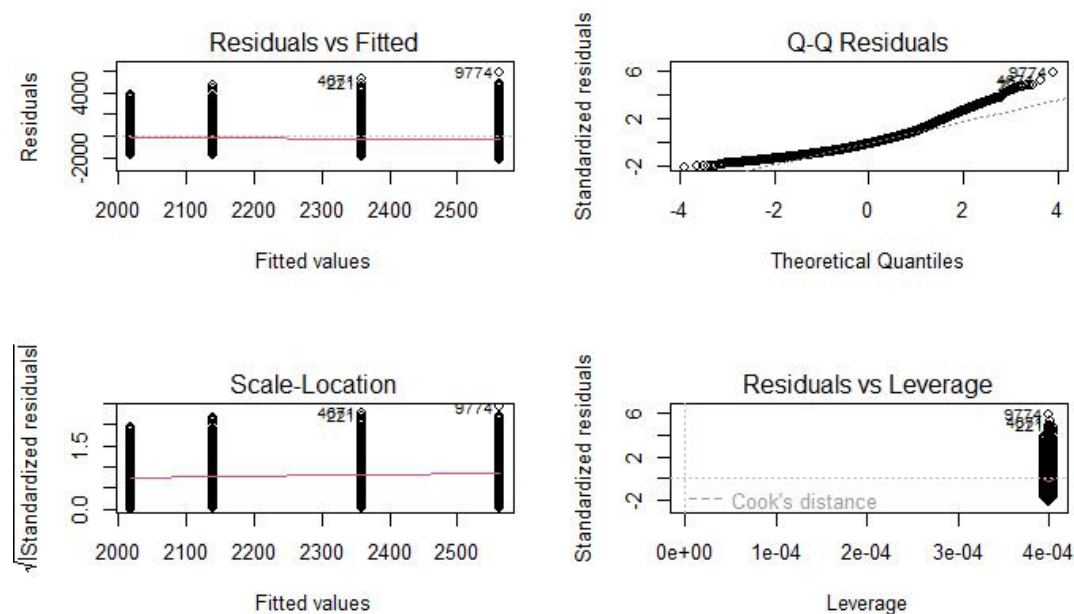 Residuals vs Fitted
Residuals
4000
-2000
9774
2000 2100 2200 2300 2400 2500
Fitted values
Q-Q Residuals
Standardized residuals
6
2
-2
9774
-4 -2 0 2 4
Theoretical Quantiles
Scale-Location
√|Standardized residuals|
1.5
0.0
9774
2000 2100 2200 2300 2400 2500
Fitted values
Residuals vs Leverage
Standardized residuals
6
2
-2
9774
Cook's distance
0e+00 1e-04 2e-04 3e-04 4e-04
Leverage